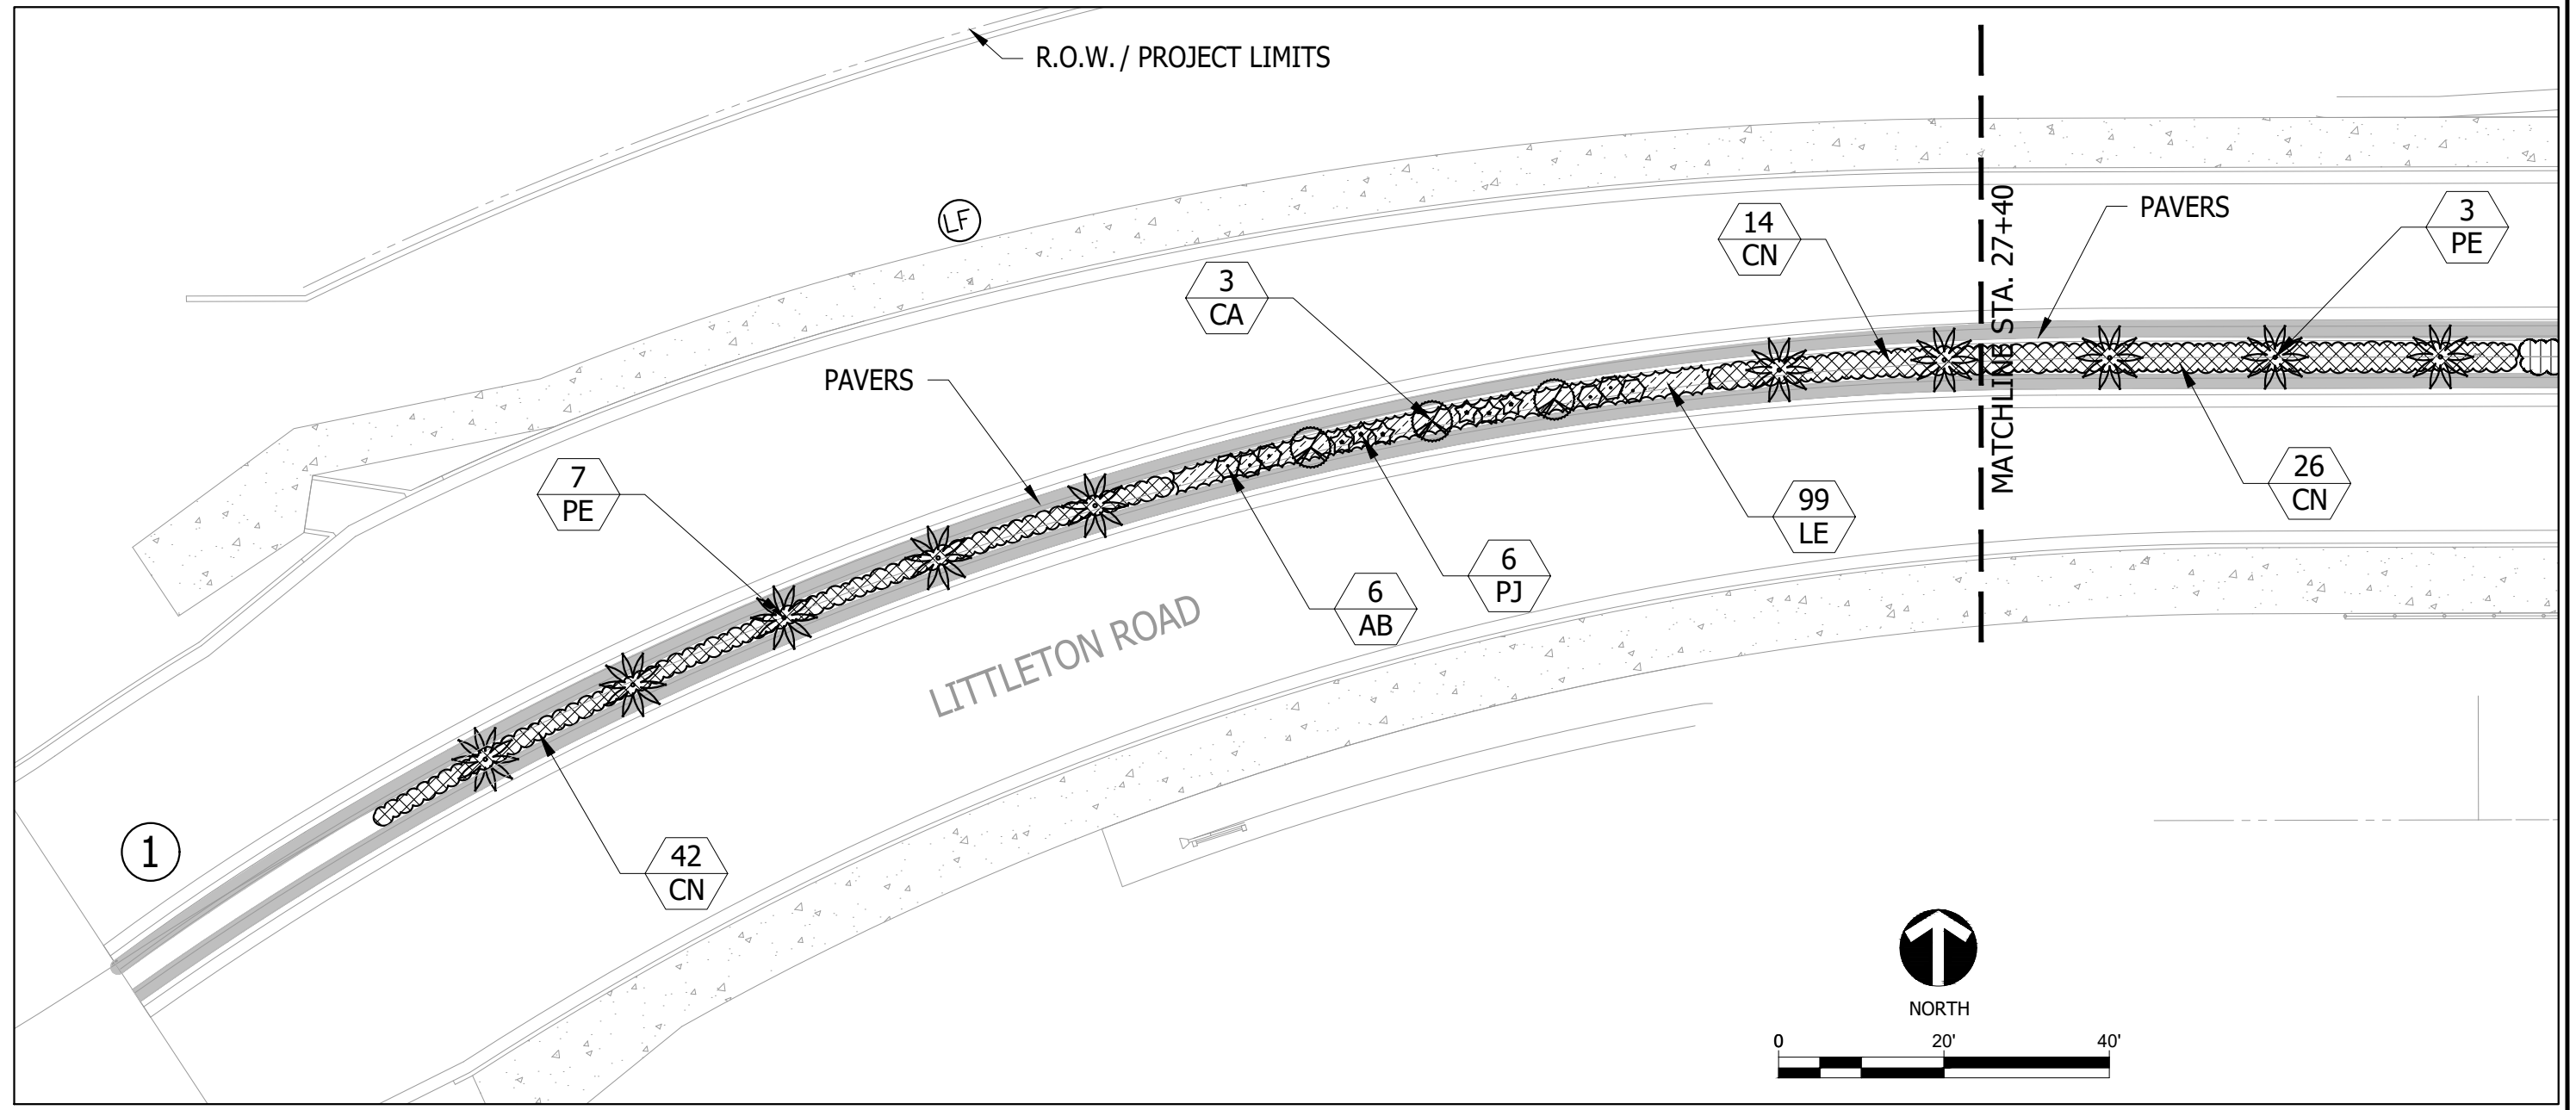 R.O.W. / PROJECT LIMITS
LF
14
CN
MATCHLINE STA. 27+40
PAVERS
3
PE
3
CA
PAVERS
7
PE
26
CN
99
LE
6
PJ
6
AB
LITTLETON ROAD
1
42
CN
NORTH
0 20' 40'